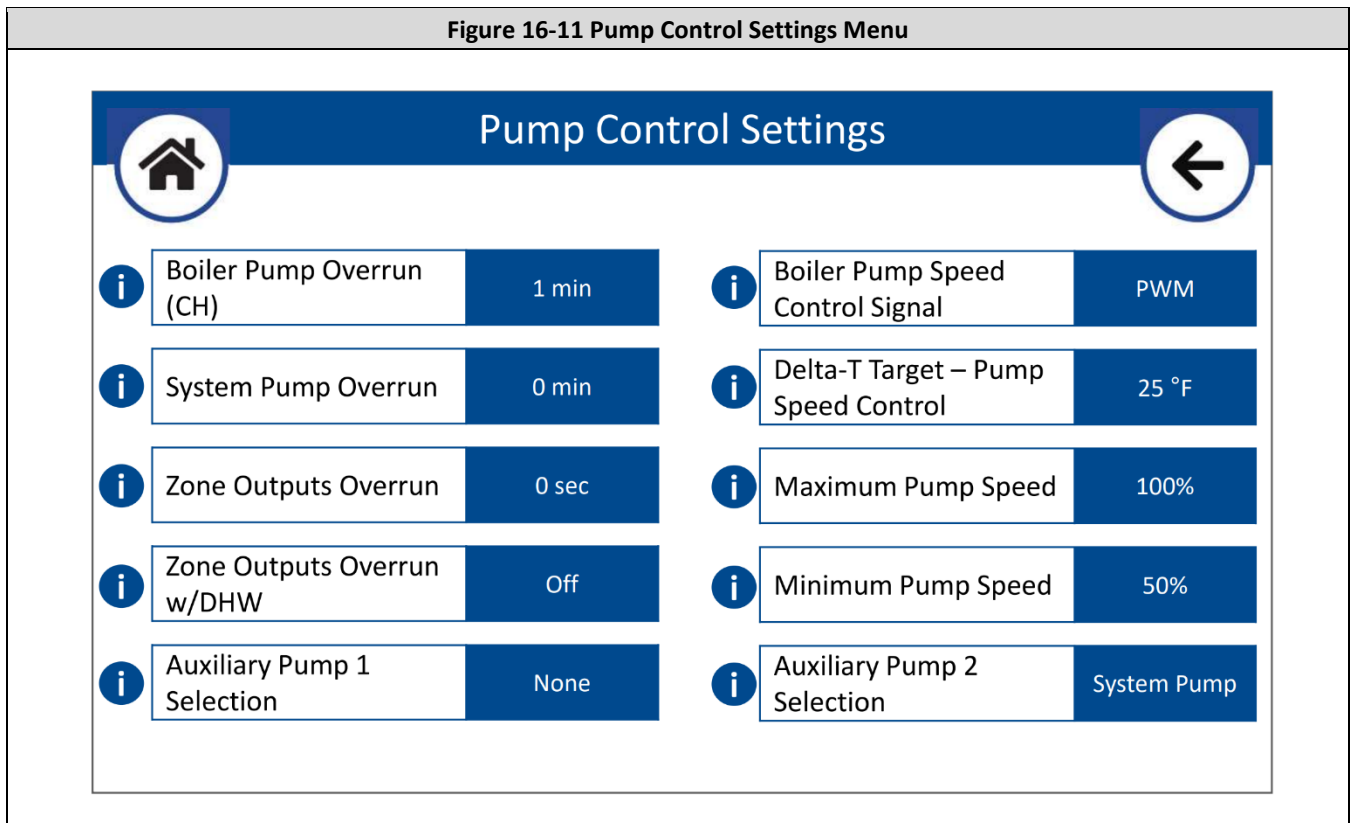 Figure 16-11 Pump Control Settings Menu
Pump Control Settings
i
Boiler Pump Overrun
(CH)
1 min
i
Boiler Pump Speed
Control Signal
PWM
i
System Pump Overrun
0 min
i
Delta-T Target – Pump
Speed Control
25 °F
i
Zone Outputs Overrun
0 sec
i
Maximum Pump Speed
100%
i
Zone Outputs Overrun
w/DHW
Off
i
Minimum Pump Speed
50%
i
Auxiliary Pump 1
Selection
None
i
Auxiliary Pump 2
Selection
System Pump